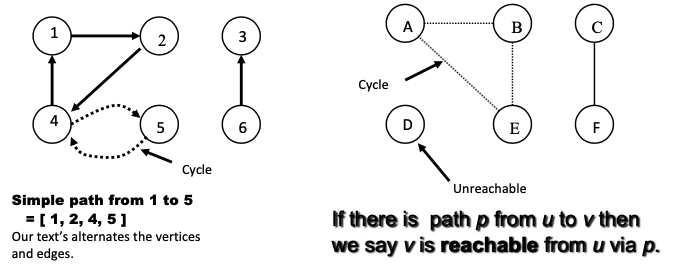 1
2
3
4
5
6
Cycle
Simple path from 1 to 5
= [ 1, 2, 4, 5 ]
Our text's alternates the vertices
and edges.
A
B
C
Cycle
D
E
F
Unreachable
If there is path p from u to v then
we say v is reachable from u via p.